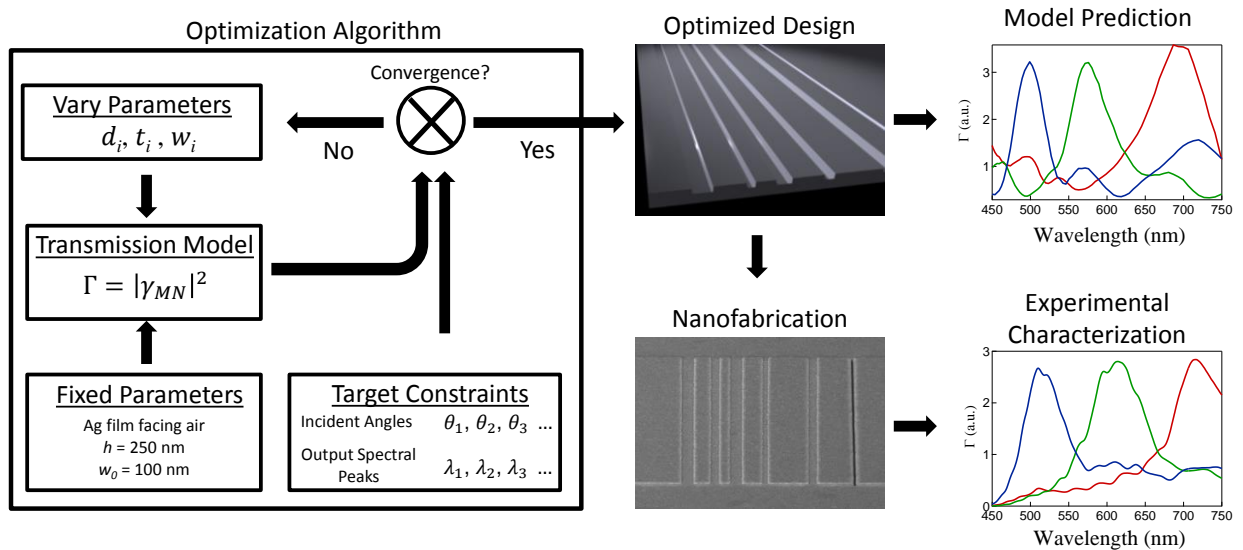 Optimization Algorithm
Convergence?
Vary Parameters
d_i, t_i , w_i
No
Yes
Transmission Model
Γ = |γ_MN|²
Fixed Parameters
Ag film facing air
h = 250 nm
w_0 = 100 nm
Target Constraints
Incident Angles θ_1, θ_2, θ_3 ...
Output Spectral
Peaks λ_1, λ_2, λ_3 ...
Optimized Design
Nanofabrication
Model Prediction
Γ (a.u.)
3
2
1
450 500 550 600 650 700 750
Wavelength (nm)
Experimental
Characterization
Γ (a.u.)
3
2
1
0
450 500 550 600 650 700 750
Wavelength (nm)